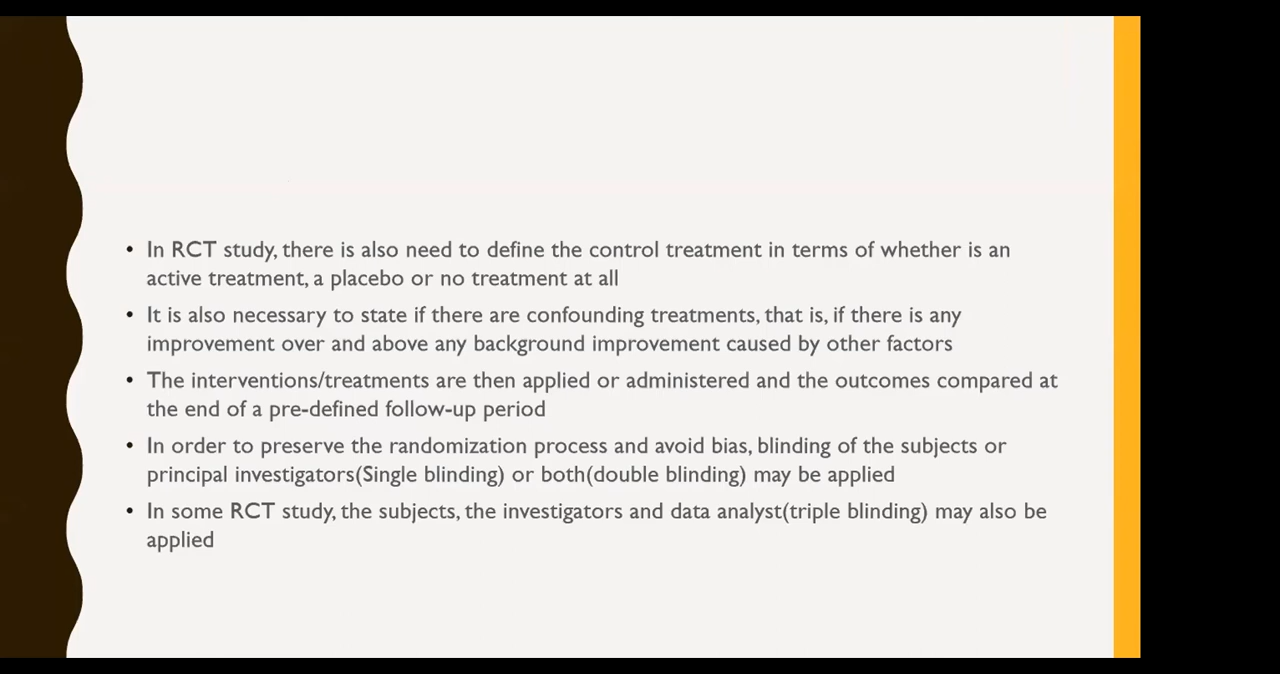 • In RCT study, there is also need to define the control treatment in terms of whether is an
active treatment, a placebo or no treatment at all
• It is also necessary to state if there are confounding treatments, that is, if there is any
improvement over and above any background improvement caused by other factors
• The interventions/treatments are then applied or administered and the outcomes compared at
the end of a pre-defined follow-up period
• In order to preserve the randomization process and avoid bias, blinding of the subjects or
principal investigators(Single blinding) or both(double blinding) may be applied
• In some RCT study, the subjects, the investigators and data analyst(triple blinding) may also be
applied